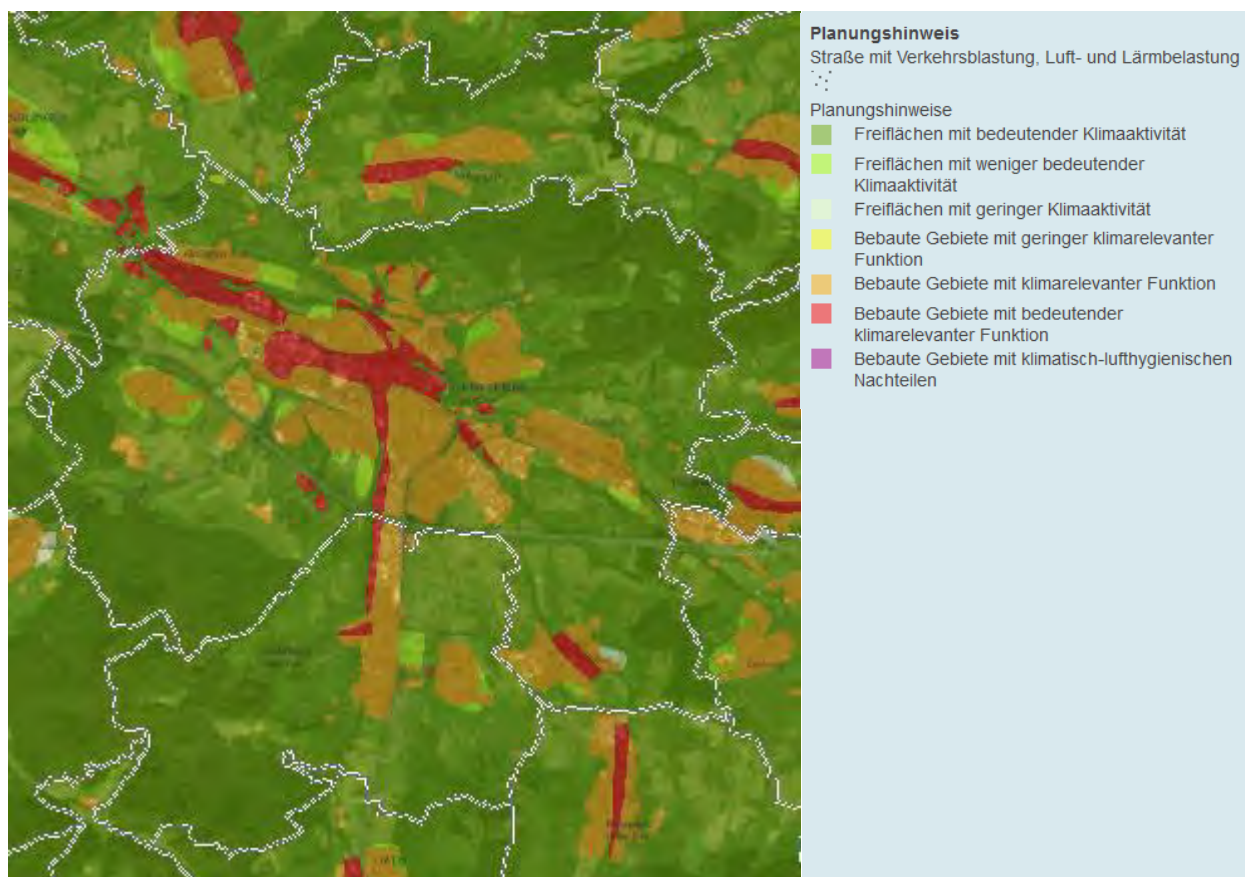 Planungshinweis
Straße mit Verkehrsblastung, Luft- und Lärmbelastung
Planungshinweise
Freiflächen mit bedeutender Klimaaktivität
Freiflächen mit weniger bedeutender
Klimaaktivität
Freiflächen mit geringer Klimaaktivität
Bebaute Gebiete mit geringer klimarelevanter
Funktion
Bebaute Gebiete mit klimarelevanter Funktion
Bebaute Gebiete mit bedeutender
klimarelevanter Funktion
Bebaute Gebiete mit klimatisch-lufthygienischen
Nachteilen